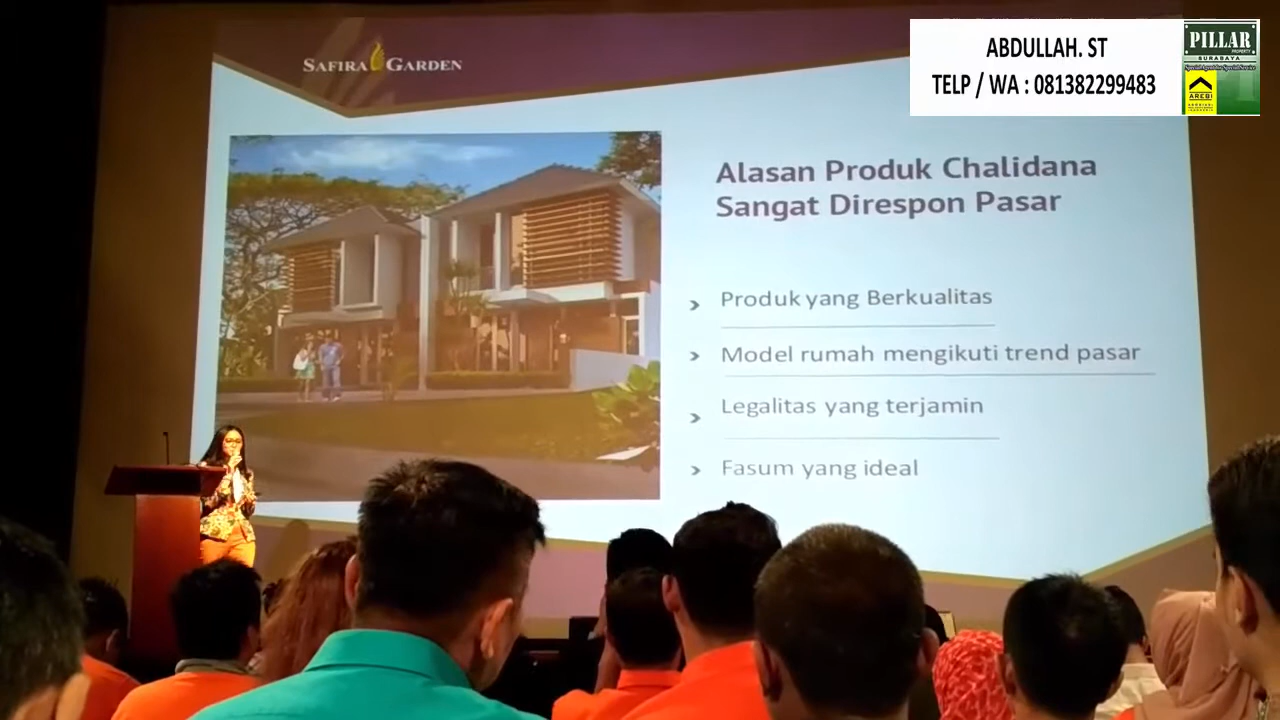 SAFIRA GARDEN
ABDULLAH. ST
TELP / WA : 081382299483
PILLAR
PROPERTY
SURABAYA
AREBI
Alasan Produk Chalidana
Sangat Direspon Pasar
Produk yang Berkualitas
Model rumah mengikuti trend pasar
Legalitas yang terjamin
Fasum yang ideal